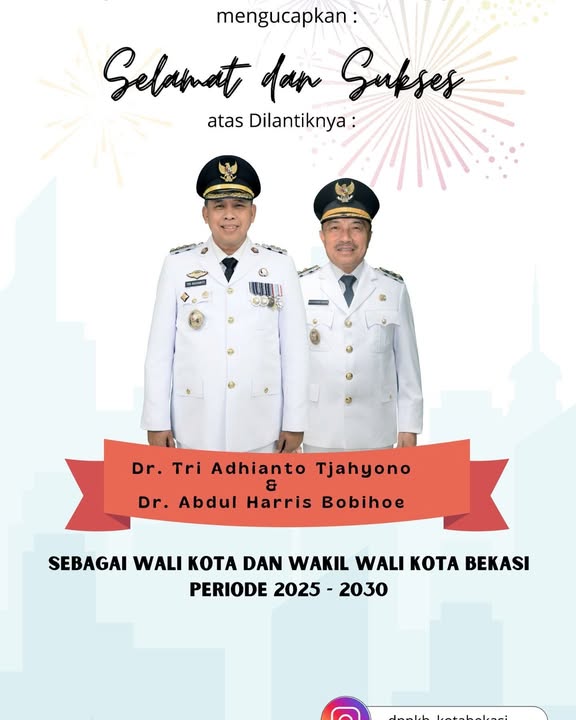 mengucapkan :
Selamat dan Sukses
atas Dilantiknya :
Dr. Tri Adhianto Tjahyono
&
Dr. Abdul Harris Bobihoe
SEBAGAI WALI KOTA DAN WAKIL WALI KOTA BEKASI
PERIODE 2025 - 2030